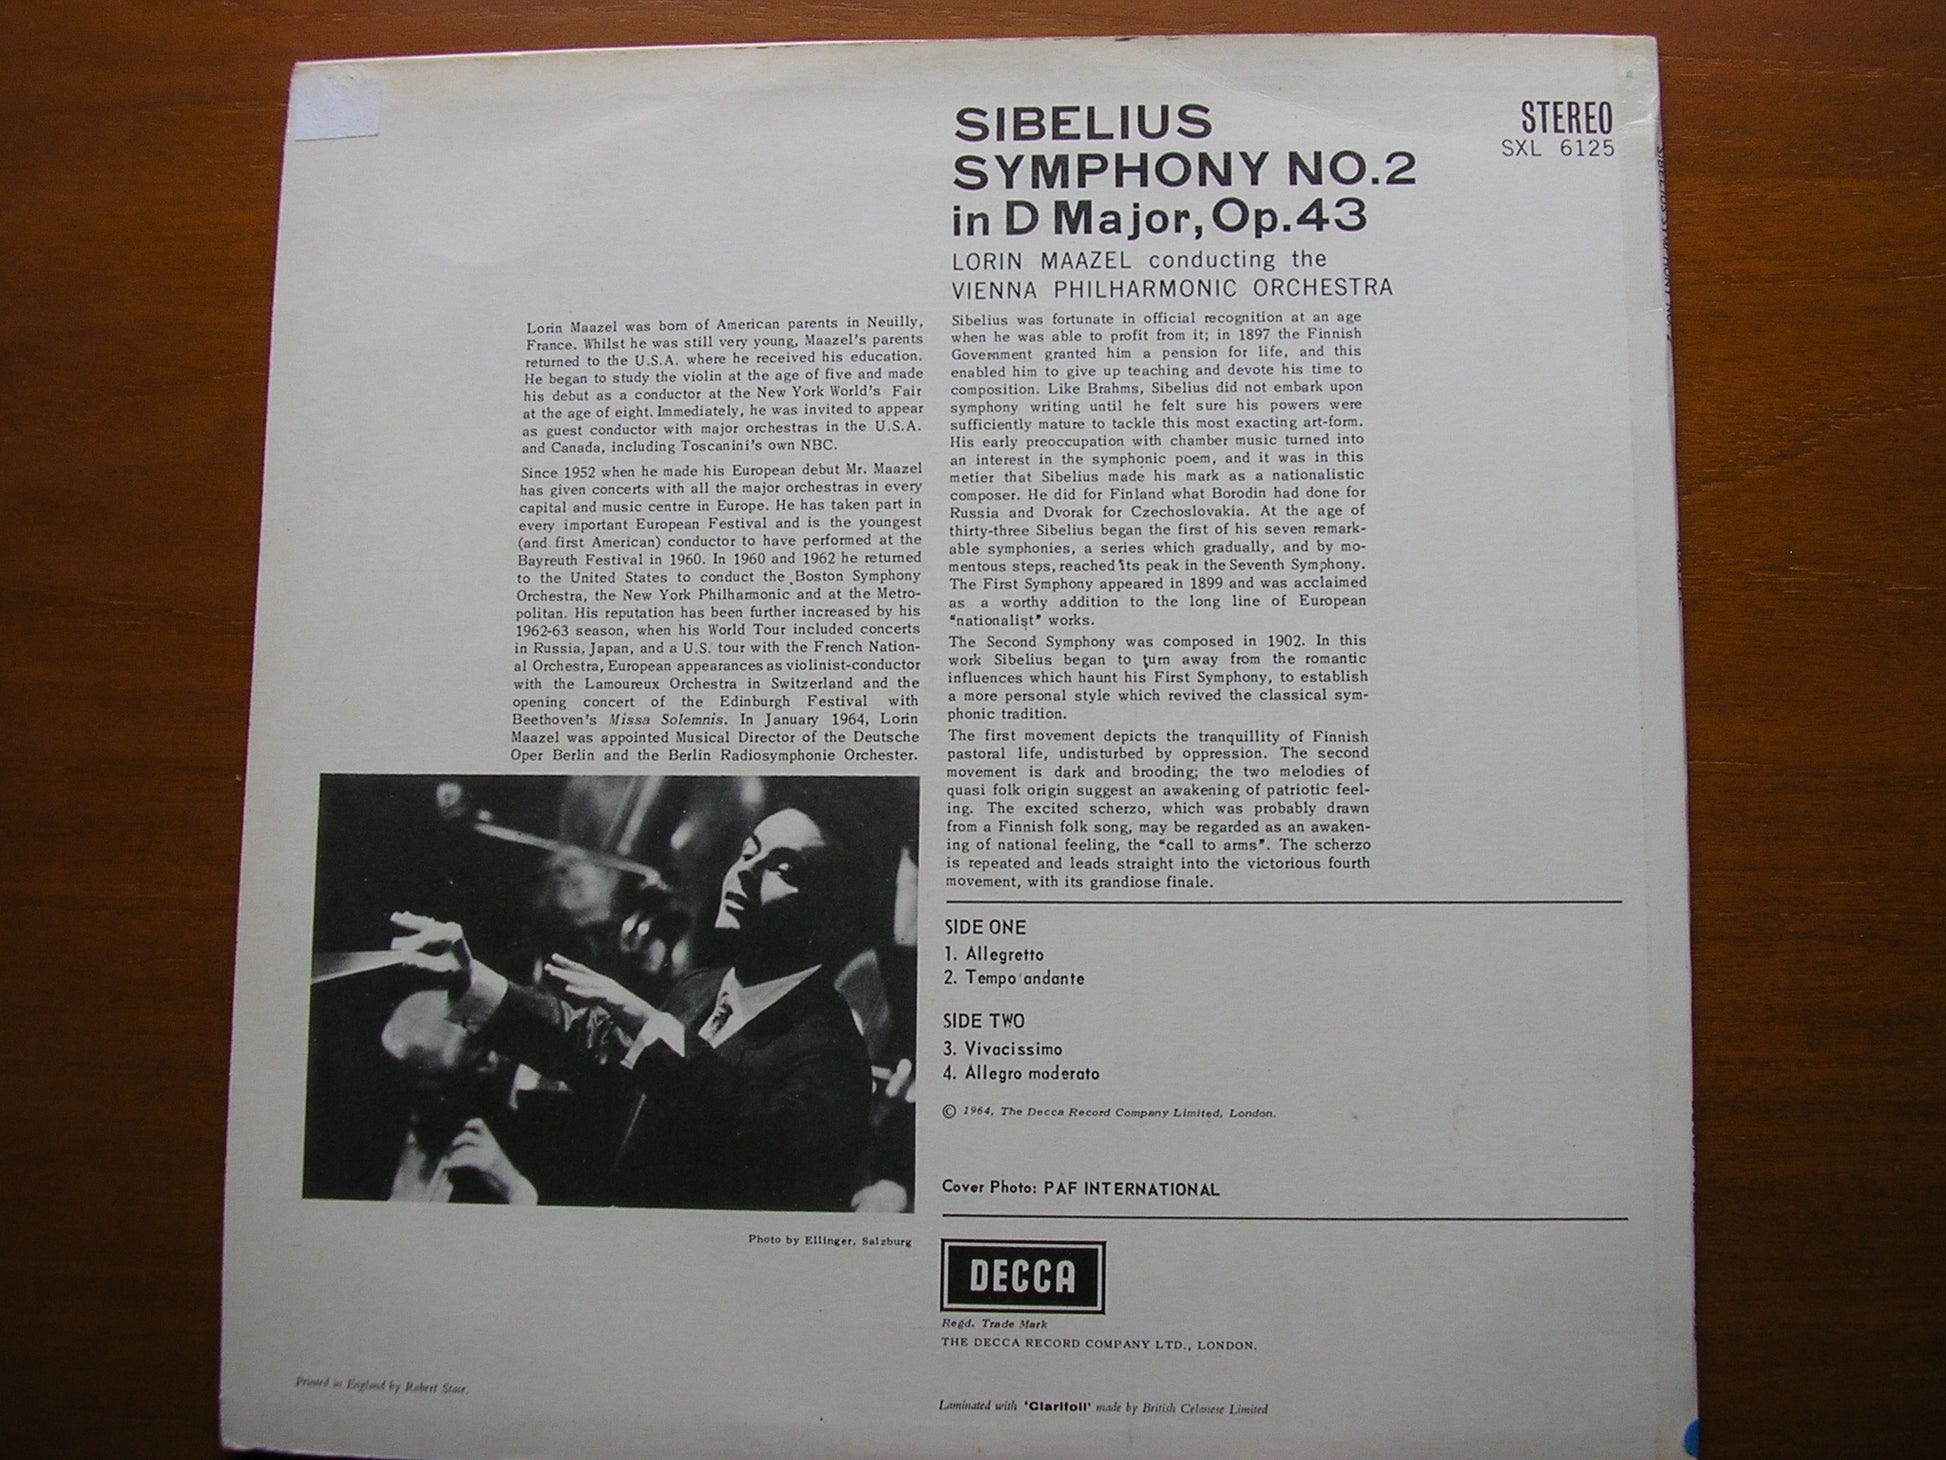 SIBELIUS
SYMPHONY NO.2
in D Major, Op. 43
LORIN MAAZEL conducting the
VIENNA PHILHARMONIC ORCHESTRA
STEREO
SXL 6125
Lorin Maazel was born of American parents in Neuilly,
France. Whilst he was still very young, Maazel's parents
returned to the U.S.A. where he received his education.
He began to study the violin at the age of five and made
his debut as a conductor at the New York World's Fair
at the age of eight. Immediately, he was invited to appear
as guest conductor with major orchestras in the U.S.A.
and Canada, including Toscanini's own NBC.
Since 1952 when he made his European debut Mr. Maazel
has given concerts with all the major orchestras in every
capital and music centre in Europe. He has taken part in
every important European Festival and is the youngest
(and first American) conductor to have performed at the
Bayreuth Festival in 1960. In 1960 and 1962 he returned
to the United States to conduct the Boston Symphony
Orchestra, the New York Philharmonic and at the Metro-
politan. His reputation has been further increased by his
1962-63 season, when his World Tour included concerts
in Russia, Japan, and a U.S. tour with the French Nation-
al Orchestra, European appearances as violinist-conductor
with the Lamoureux Orchestra in Switzerland and the
opening concert of the Edinburgh Festival with
Beethoven's Missa Solemnis. In January 1964, Lorin
Maazel was appointed Musical Director of the Deutsche
Oper Berlin and the Berlin Radiosymphonie Orchester.
Photo by Ellinger, Salzburg
Sibelius was fortunate in official recognition at an age
when he was able to profit from it; in 1897 the Finnish
Government granted him a pension for life, and this
enabled him to give up teaching and devote his time to
composition. Like Brahms, Sibelius did not embark upon
symphony writing until he felt sure his powers were
sufficiently mature to tackle this most exacting art-form.
His early preoccupation with chamber music turned into
an interest in the symphonic poem, and it was in this
metier that Sibelius made his mark as a nationalistic
composer. He did for Finland what Borodin had done for
Russia and Dvorak for Czechoslovakia. At the age of
thirty-three Sibelius began the first of his seven remark-
able symphonies, a series which gradually, and by mo-
mentous steps, reached its peak in the Seventh Symphony.
The First Symphony appeared in 1899 and was acclaimed
as a worthy addition to the long line of European
"nationalist" works.
The Second Symphony was composed in 1902. In this
work Sibelius began to turn away from the romantic
influences which haunt his First Symphony, to establish
a more personal style which revived the classical sym-
phonic tradition.
The first movement depicts the tranquillity of Finnish
pastoral life, undisturbed by oppression. The second
movement is dark and brooding; the two melodies of
quasi folk origin suggest an awakening of patriotic feel-
ing. The excited scherzo, which was probably drawn
from a Finnish folk song, may be regarded as an awaken-
ing of national feeling, the "call to arms". The scherzo
is repeated and leads straight into the victorious fourth
movement, with its grandiose finale.
SIDE ONE
1. Allegretto
2. Tempo andante
SIDE TWO
3. Vivacissimo
4. Allegro moderato
© 1964, The Decca Record Company Limited, London.
Cover Photo: PAF INTERNATIONAL
DECCA
Regd. Trade Mark
THE DECCA RECORD COMPANY LTD., LONDON.
Laminated with 'Clarifoil' made by British Celanese Limited
Printed in England by Robert Stace.